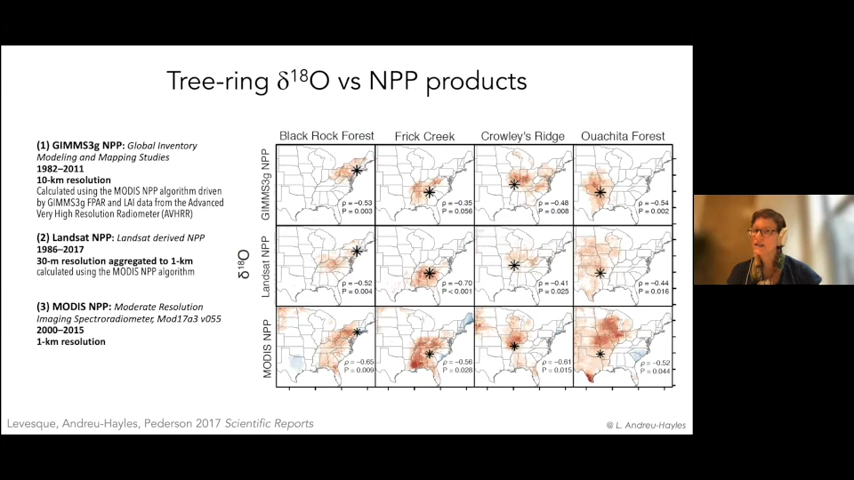 Tree-ring δ18O vs NPP products
(1) GIMMS3g NPP: Global Inventory
Modeling and Mapping Studies
1982–2011
10-km resolution
Calculated using the MODIS NPP algorithm driven
by GIMMS3g FPAR and LAI data from the Advanced
Very High Resolution Radiometer (AVHRR)
(2) Landsat NPP: Landsat derived NPP
1986–2017
30-m resolution aggregated to 1-km
calculated using the MODIS NPP algorithm
(3) MODIS NPP: Moderate Resolution
Imaging Spectroradiometer, Mod17a3 v055
2000–2015
1-km resolution
δ18O
Black Rock Forest Frick Creek Crowley's Ridge Ouachita Forest
GIMMS3g NPP
ρ=−0.53
P=0.003
ρ=−0.35
P=0.056
ρ=−0.48
P=0.008
ρ=−0.54
P=0.002
Landsat NPP
ρ=−0.52
P=0.004
ρ=−0.70
P<0.001
ρ=−0.41
P=0.025
ρ=−0.44
P=0.016
MODIS NPP
ρ=−0.65
P=0.009
ρ=−0.56
P=0.028
ρ=−0.61
P=0.015
ρ=−0.52
P=0.044
Levesque, Andreu-Hayles, Pederson 2017 Scientific Reports
@ L. Andreu-Hayles